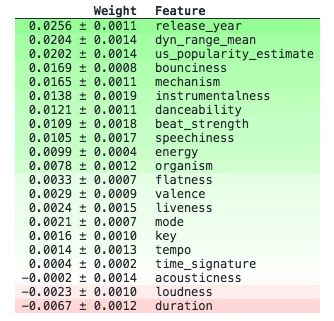 Weight Feature
0.0256 ± 0.0011 release_year
0.0204 ± 0.0014 dyn_range_mean
0.0202 ± 0.0014 us_popularity_estimate
0.0169 ± 0.0008 bounciness
0.0165 ± 0.0011 mechanism
0.0138 ± 0.0019 instrumentalness
0.0121 ± 0.0011 danceability
0.0109 ± 0.0018 beat_strength
0.0105 ± 0.0017 speechiness
0.0099 ± 0.0004 energy
0.0078 ± 0.0012 organism
0.0033 ± 0.0007 flatness
0.0029 ± 0.0009 valence
0.0024 ± 0.0015 liveness
0.0021 ± 0.0007 mode
0.0016 ± 0.0010 key
0.0014 ± 0.0013 tempo
0.0004 ± 0.0002 time_signature
-0.0002 ± 0.0014 acousticness
-0.0023 ± 0.0010 loudness
-0.0067 ± 0.0012 duration